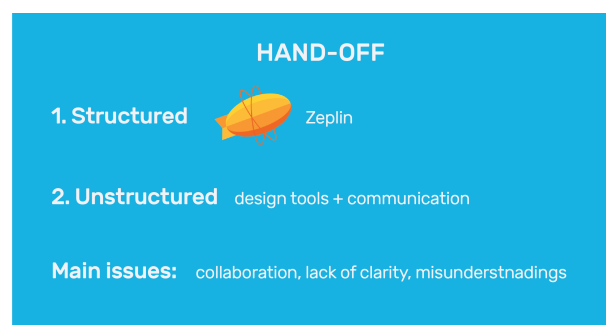 HAND-OFF
1. Structured Zeplin
2. Unstructured design tools + communication
Main issues: collaboration, lack of clarity, misunderstnadings